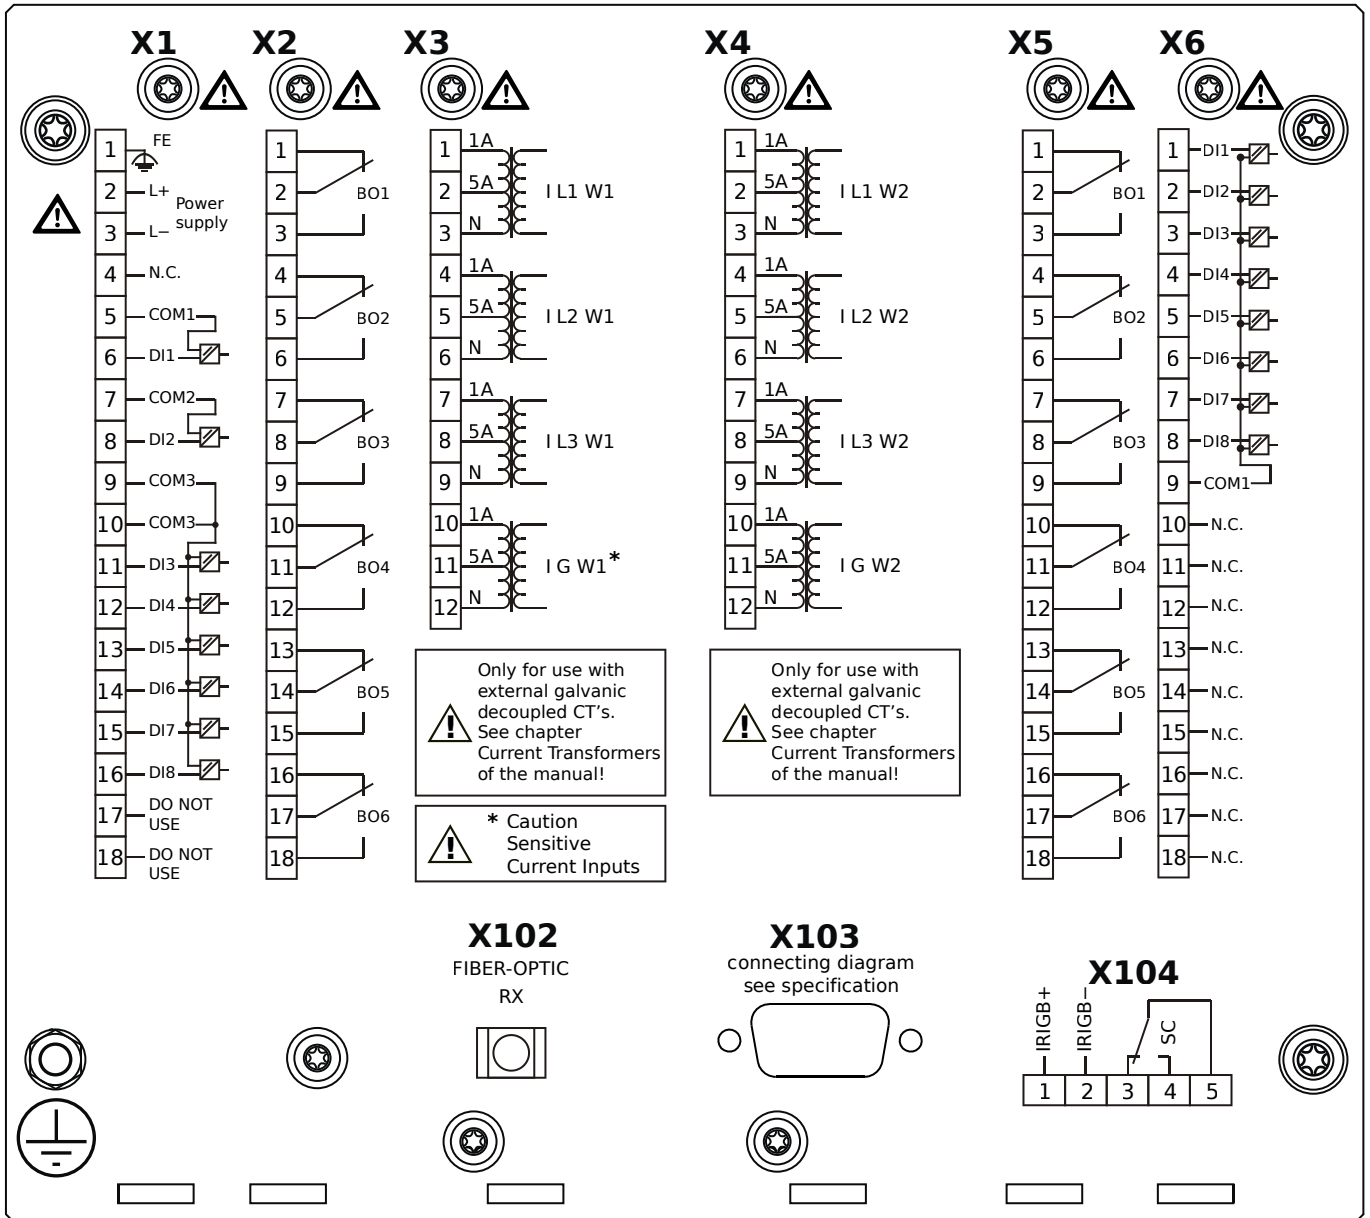 X1
X2
X3
X4
X5
X6
1 FE
2 L+
Power
supply
3 L−
4 N.C.
5 COM1
6 DI1
7 COM2
8 DI2
9 COM3
10 COM3
11 DI3
12 DI4
13 DI5
14 DI6
15 DI7
16 DI8
17 DO NOT
USE
18 DO NOT
USE
1
2 BO1
3
4
5 BO2
6
7
8 BO3
9
10
11 BO4
12
13
14 BO5
15
16
17 BO6
18
1 1A
2 5A I L1 W1
3 N
4 1A
5 5A I L2 W1
6 N
7 1A
8 5A I L3 W1
9 N
10 1A
11 5A I G W1*
12 N
Only for use with
external galvanic
decoupled CT's.
See chapter
Current Transformers
of the manual!
* Caution
Sensitive
Current Inputs
1 1A
2 5A I L1 W2
3 N
4 1A
5 5A I L2 W2
6 N
7 1A
8 5A I L3 W2
9 N
10 1A
11 5A I G W2
12 N
Only for use with
external galvanic
decoupled CT's.
See chapter
Current Transformers
of the manual!
1
2 BO1
3
4
5 BO2
6
7
8 BO3
9
10
11 BO4
12
13
14 BO5
15
16
17 BO6
18
1 DI1
2 DI2
3 DI3
4 DI4
5 DI5
6 DI6
7 DI7
8 DI8
9 COM1
10 N.C.
11 N.C.
12 N.C.
13 N.C.
14 N.C.
15 N.C.
16 N.C.
17 N.C.
18 N.C.
X102
FIBER-OPTIC
RX
X103
connecting diagram
see specification
X104
IRIGB+
IRIGB−
SC
1 2 3 4 5